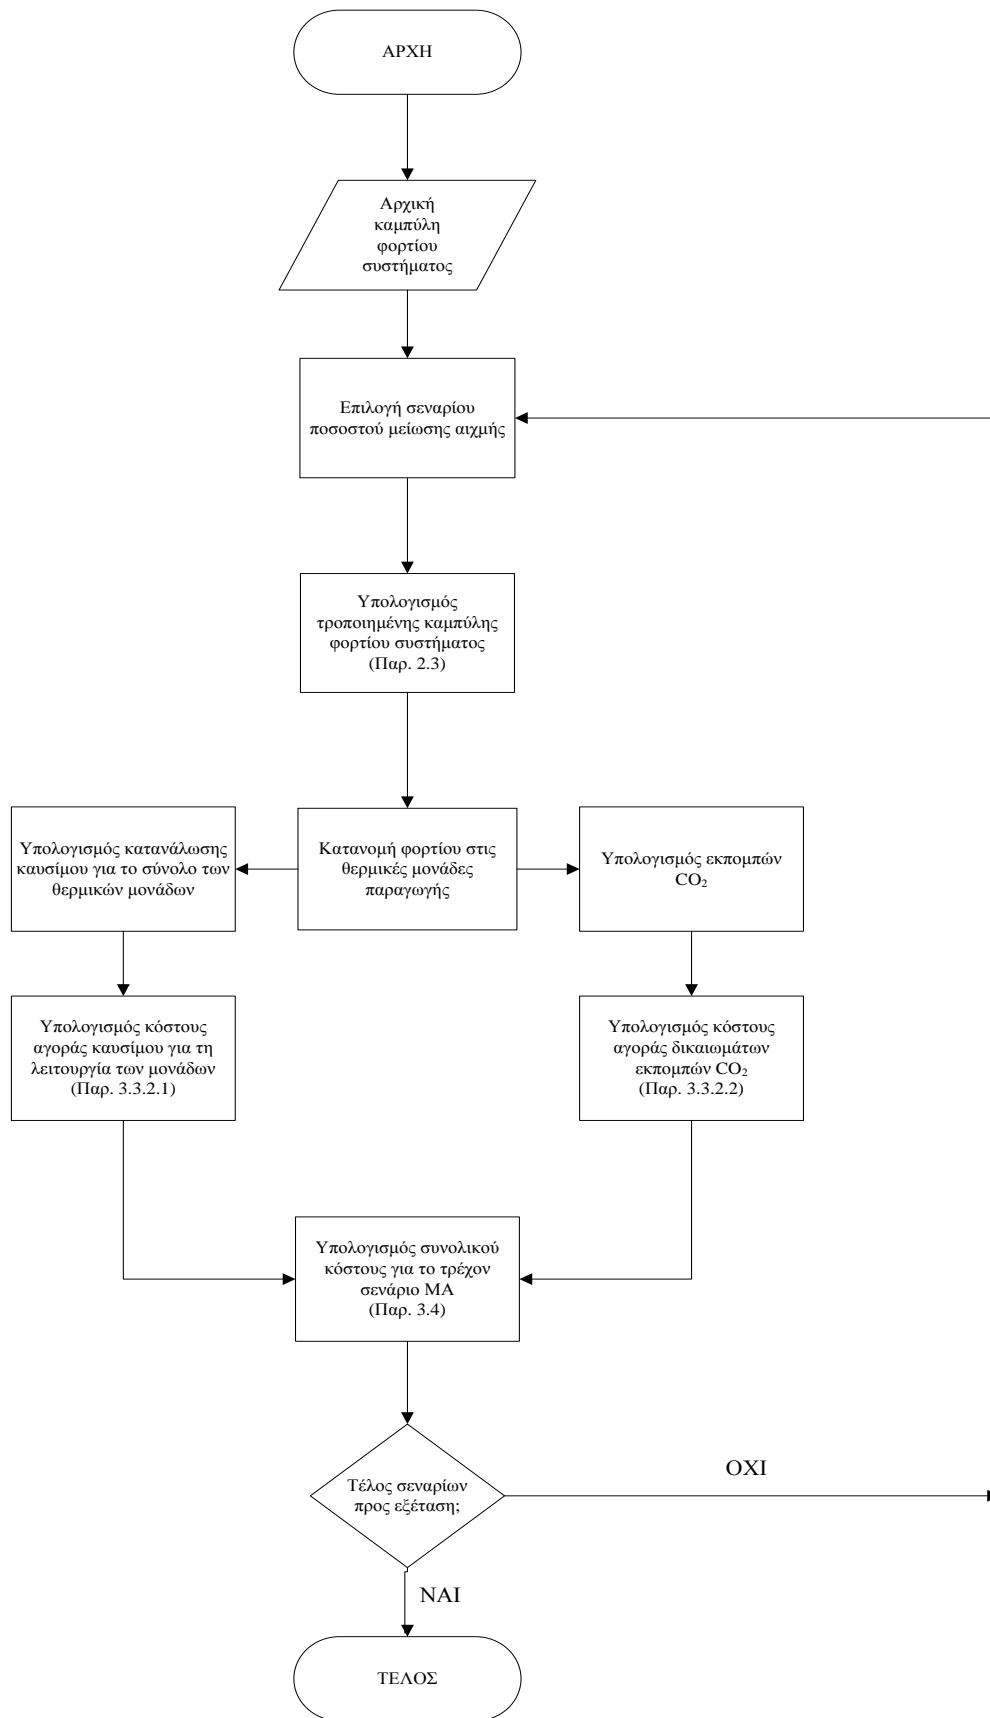 ΑΡΧΗ
Αρχική
καμπύλη
φορτίου
συστήματος
Επιλογή σεναρίου
ποσοστού μείωσης αιχμής
Υπολογισμός
τροποιημένης καμπύλης
φορτίου συστήματος
(Παρ. 2.3)
Υπολογισμός κατανάλωσης
καυσίμου για το σύνολο των
θερμικών μονάδων
Κατανομή φορτίου στις
θερμικές μονάδες
παραγωγής
Υπολογισμός εκπομπών
CO₂
Υπολογισμός κόστους
αγοράς καυσίμου για τη
λειτουργία των μονάδων
(Παρ. 3.3.2.1)
Υπολογισμός κόστους
αγοράς δικαιωμάτων
εκπομπών CO₂
(Παρ. 3.3.2.2)
Υπολογισμός συνολικού
κόστους για το τρέχον
σενάριο ΜΑ
(Παρ. 3.4)
Τέλος σεναρίων
προς εξέταση;
ΟΧΙ
ΝΑΙ
ΤΕΛΟΣ